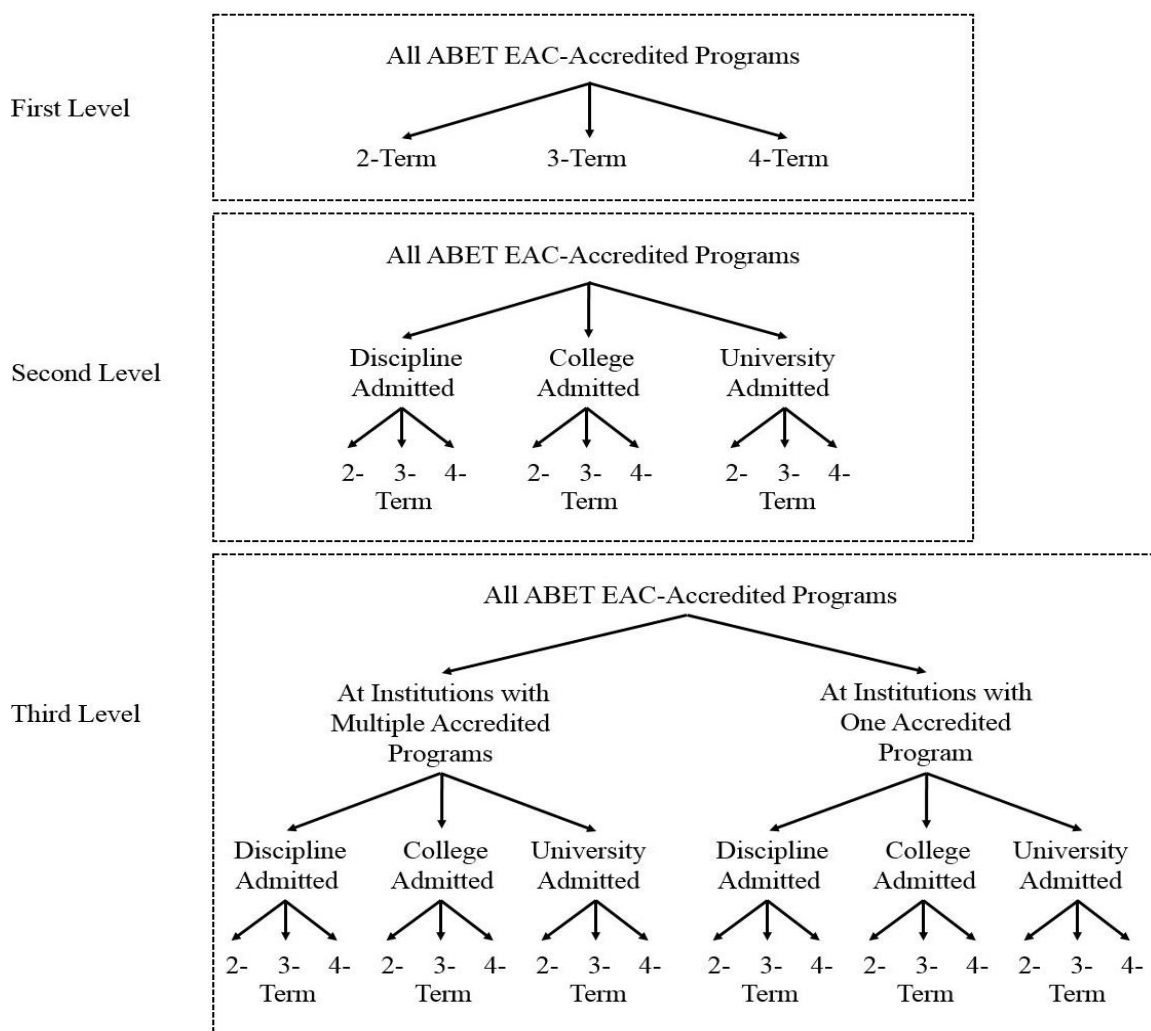 All ABET EAC-Accredited Programs
First Level
2-Term 3-Term 4-Term
All ABET EAC-Accredited Programs
Second Level
Discipline College University
Admitted Admitted Admitted
2- 3- 4- 2- 3- 4- 2- 3- 4-
Term Term Term
All ABET EAC-Accredited Programs
Third Level
At Institutions with At Institutions with
Multiple Accredited One Accredited
Programs Program
Discipline College University Discipline College University
Admitted Admitted Admitted Admitted Admitted Admitted
2- 3- 4- 2- 3- 4- 2- 3- 4- 2- 3- 4- 2- 3- 4- 2- 3- 4-
Term Term Term Term Term Term